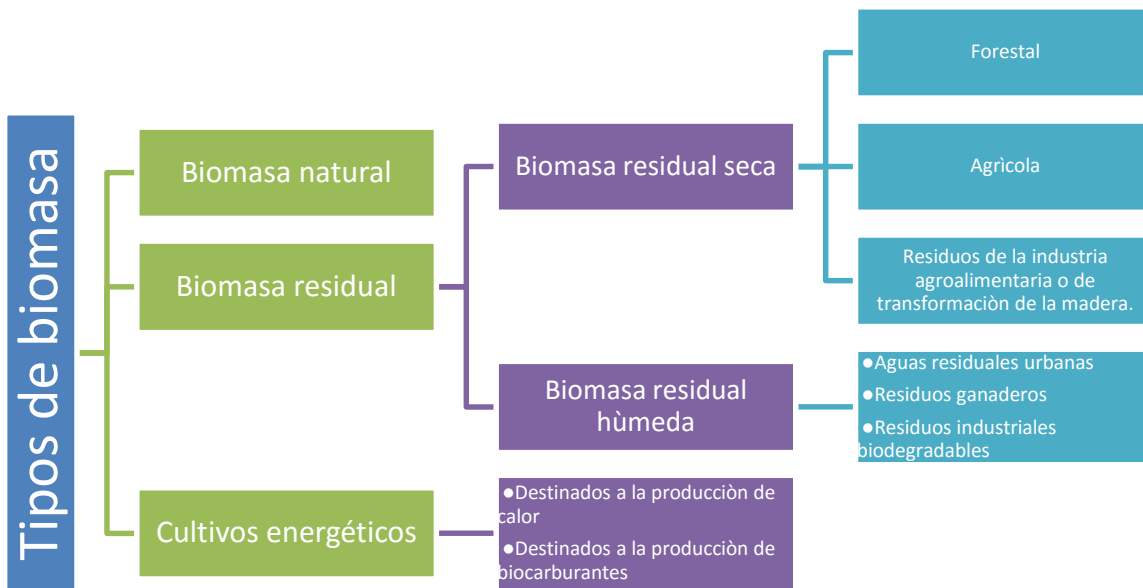 Tipos de biomasa
Biomasa natural
Biomasa residual
Biomasa residual seca
Forestal
Agrìcola
Residuos de la industria
agroalimentaria o de
transformaciòn de la madera.
Biomasa residual
hùmeda
●Aguas residuales urbanas
●Residuos ganaderos
●Residuos industriales
biodegradables
Cultivos energéticos
●Destinados a la producciòn de
calor
●Destinados a la producciòn de
biocarburantes